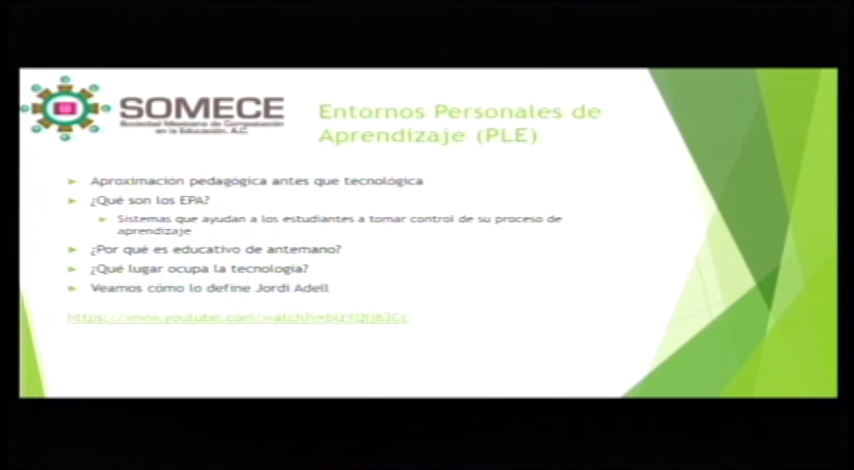 SOMECE
Sociedad Mexicana de Computación
en la Educación, A.C.
Entornos Personales de
Aprendizaje (PLE)
Aproximación pedagógica antes que tecnológica
¿Qué son los EPA?
Sistemas que ayudan a los estudiantes a tomar control de su proceso de
aprendizaje
¿Por qué es educativo de antemano?
¿Qué lugar ocupa la tecnología?
Veamos cómo lo define Jordi Adell